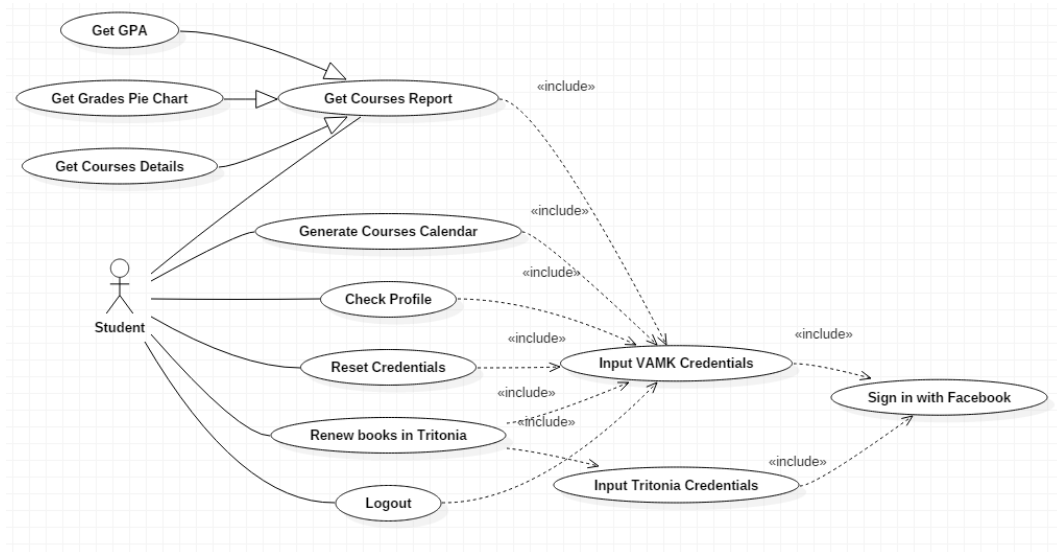 Get GPA
«include»
Get Grades Pie Chart
Get Courses Report
Get Courses Details
«include»
Generate Courses Calendar
«include»
Check Profile
Student
«include»
«include»
Reset Credentials
Input VAMK Credentials
«include»
Sign in with Facebook
«include»
Renew books in Tritonia
«include»
Input Tritonia Credentials
Logout